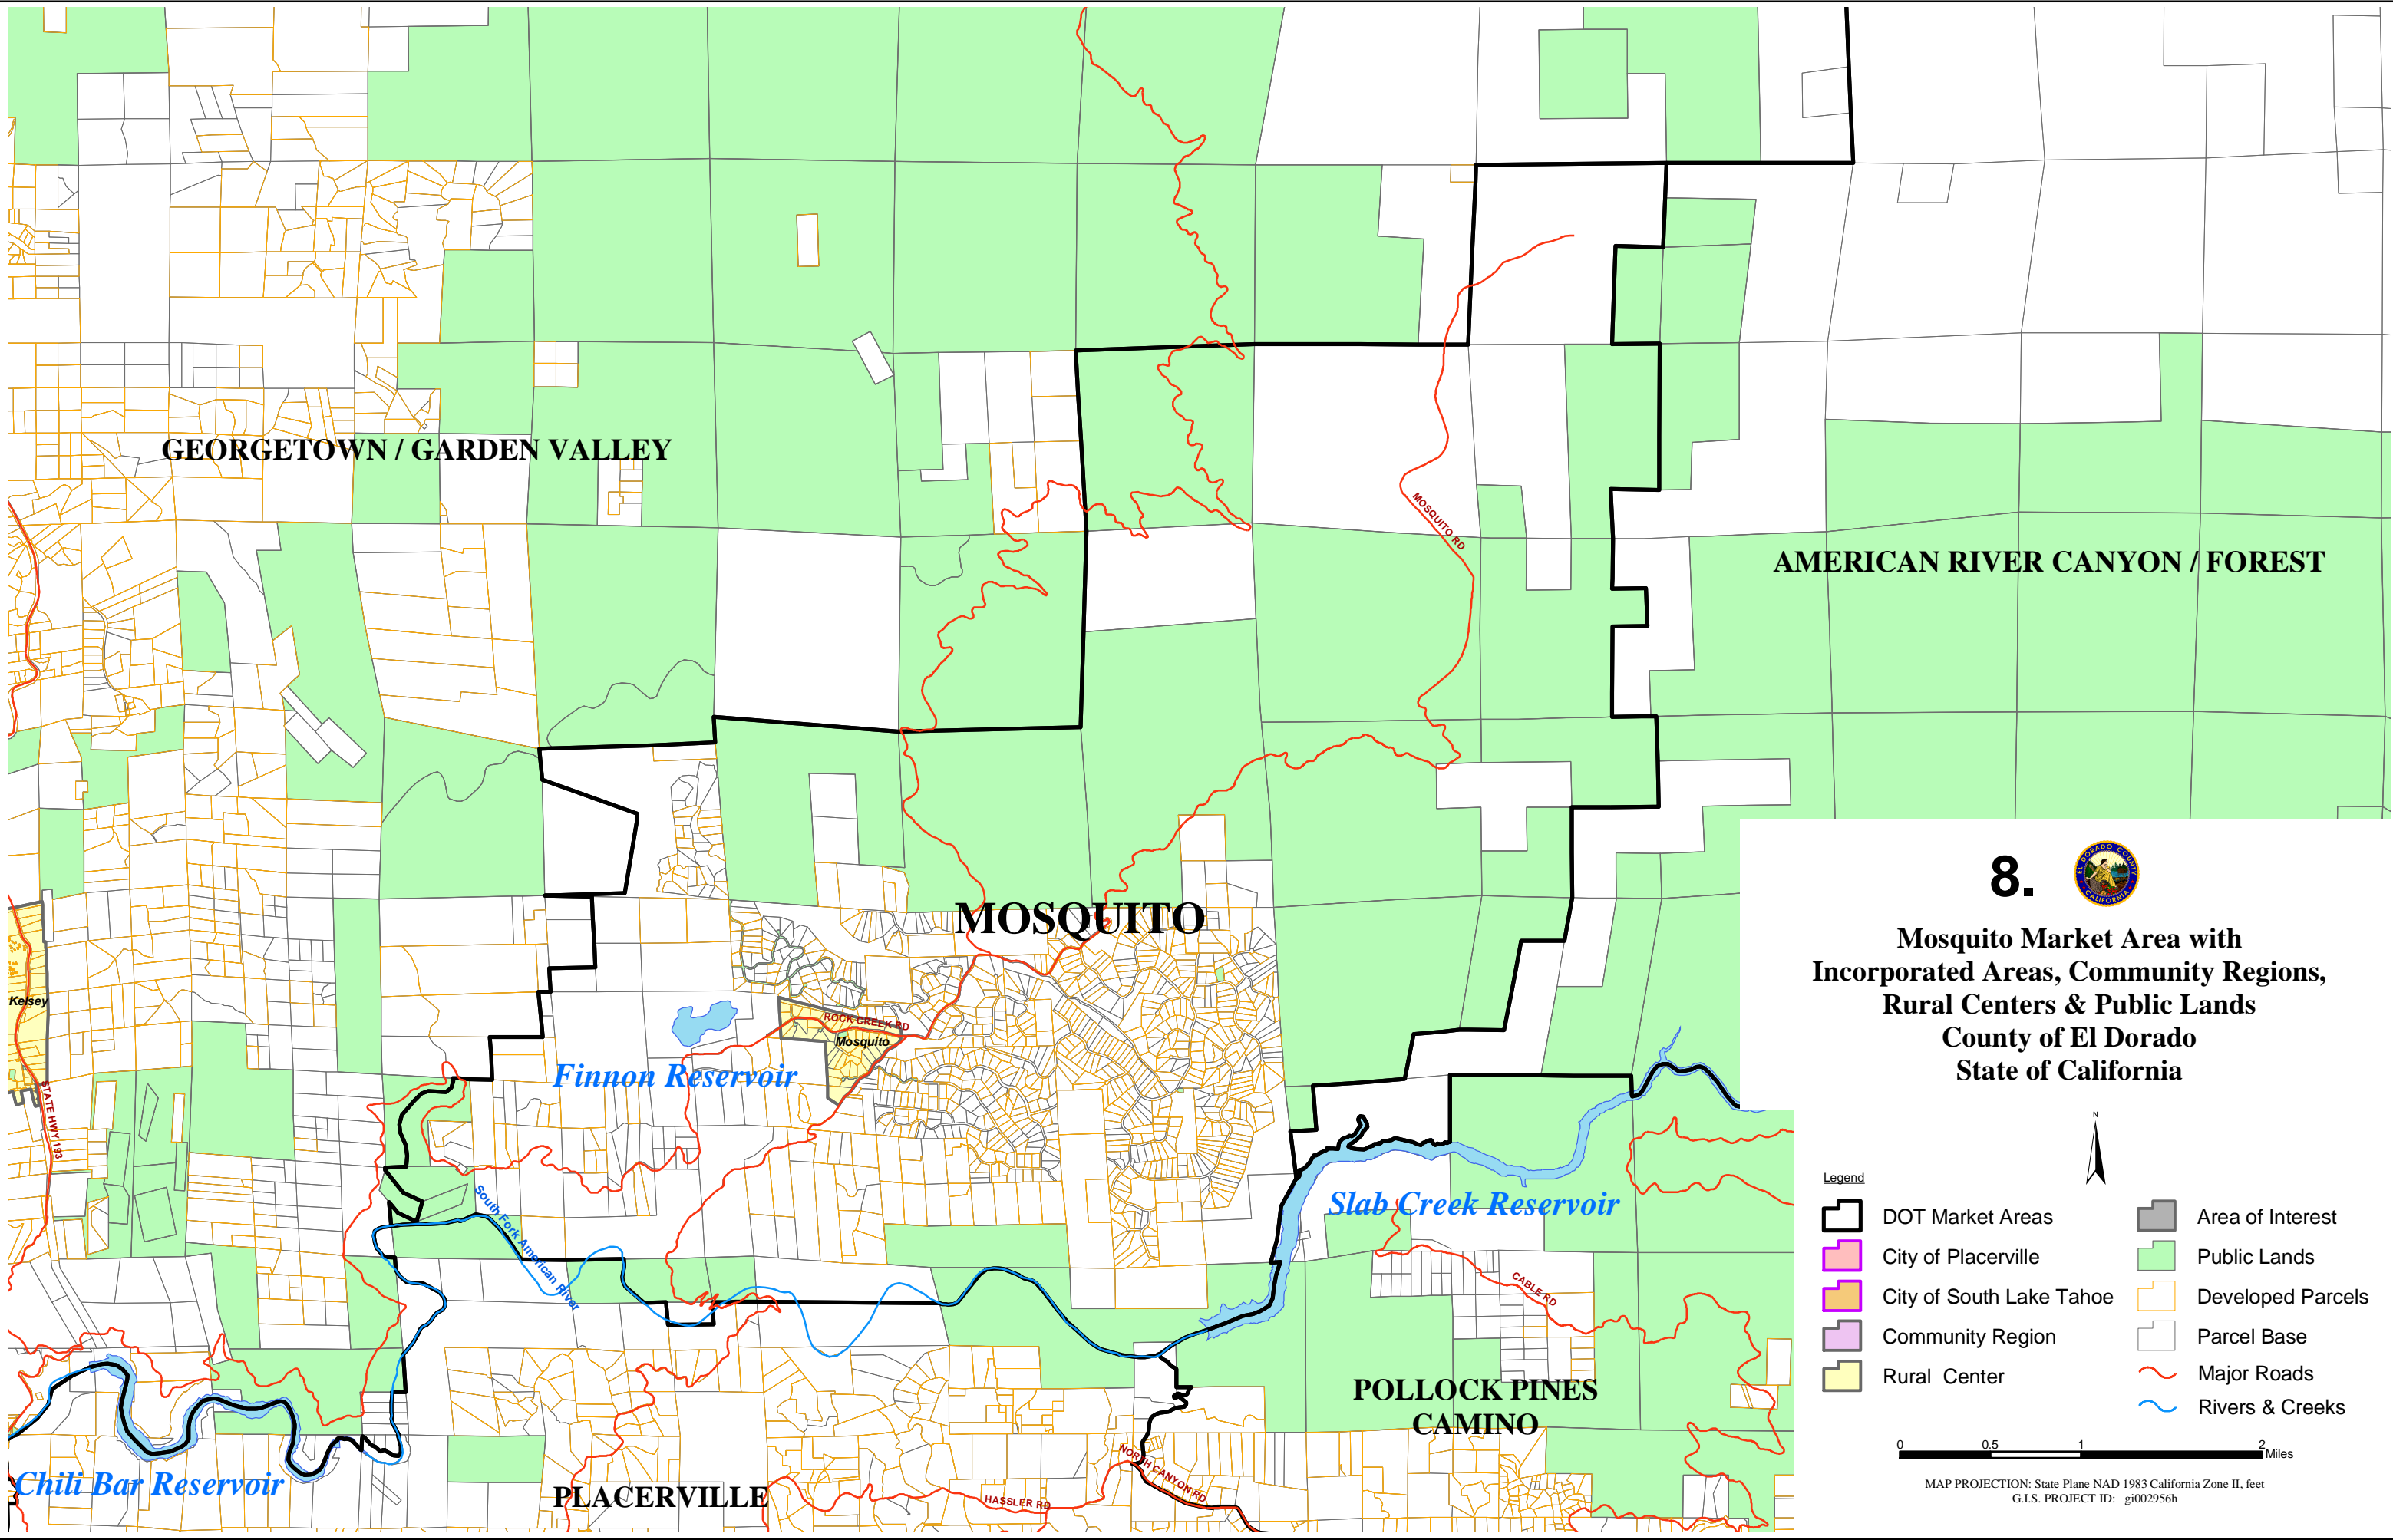 GEORGETOWN / GARDEN VALLEY
MOSQUITO RD
AMERICAN RIVER CANYON / FOREST
MOSQUITO
Kelsey
ROCK CREEK RD
Mosquito
Finnon Reservoir
STATE HWY 193
South Fork American River
Slab Creek Reservoir
CABLE RD
POLLOCK PINES
CAMINO
NORTH CANYON RD
HASSLER RD
PLACERVILLE
Chili Bar Reservoir
8.
EL DORADO COUNTY
CALIFORNIA
Mosquito Market Area with
Incorporated Areas, Community Regions,
Rural Centers & Public Lands
County of El Dorado
State of California
N
Legend
DOT Market Areas
City of Placerville
City of South Lake Tahoe
Community Region
Rural Center
Area of Interest
Public Lands
Developed Parcels
Parcel Base
Major Roads
Rivers & Creeks
0 0.5 1 2
Miles
MAP PROJECTION: State Plane NAD 1983 California Zone II, feet
G.I.S. PROJECT ID: gi002956h